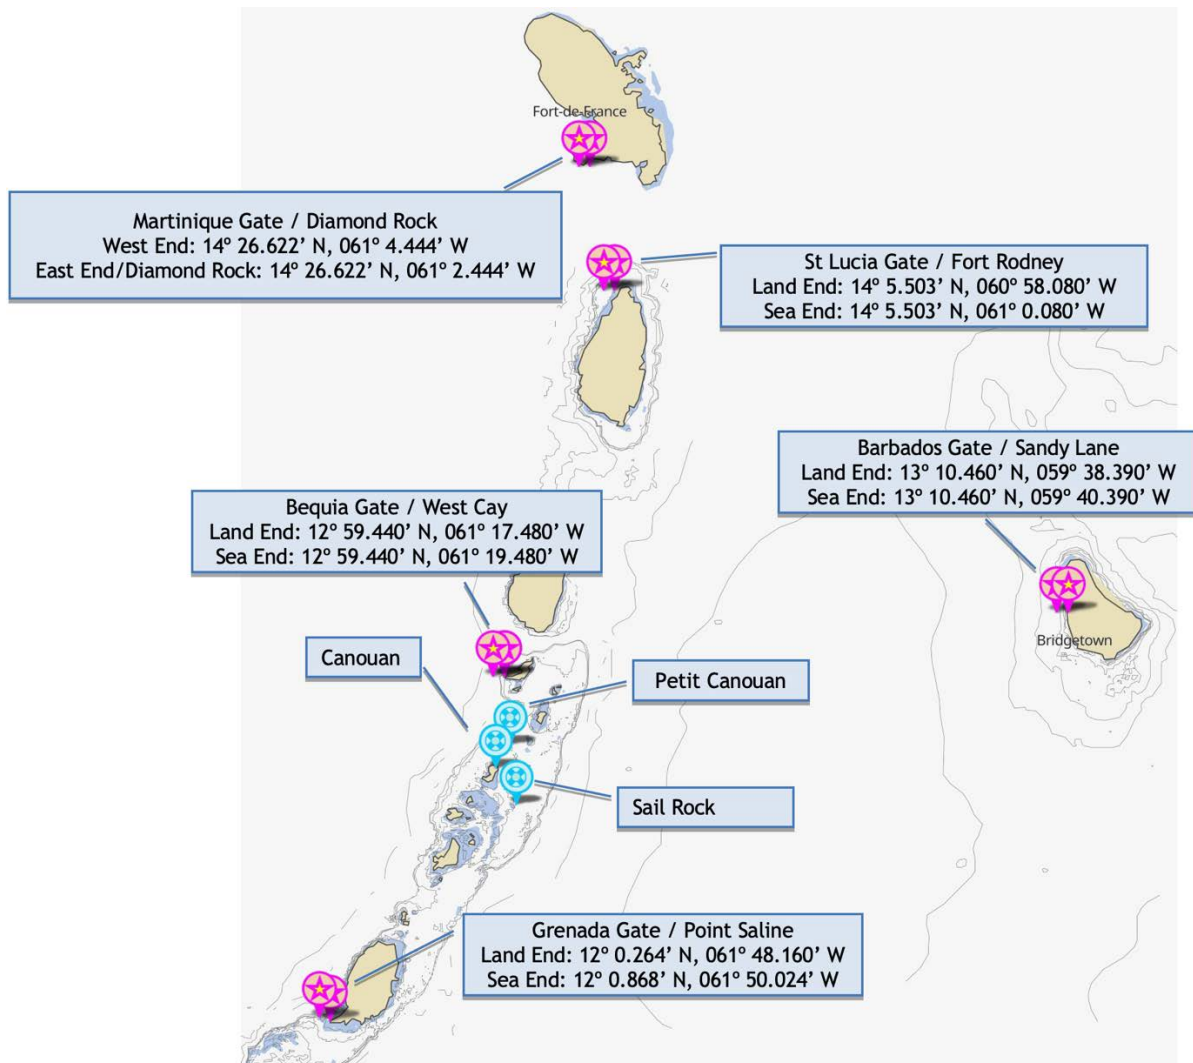 Fort-de-France
Martinique Gate / Diamond Rock
West End: 14º 26.622’ N, 061º 4.444’ W
East End/Diamond Rock: 14º 26.622’ N, 061º 2.444’ W
St Lucia Gate / Fort Rodney
Land End: 14º 5.503’ N, 060º 58.080’ W
Sea End: 14º 5.503’ N, 061º 0.080’ W
Barbados Gate / Sandy Lane
Land End: 13º 10.460’ N, 059º 38.390’ W
Sea End: 13º 10.460’ N, 059º 40.390’ W
Bequia Gate / West Cay
Land End: 12º 59.440’ N, 061º 17.480’ W
Sea End: 12º 59.440’ N, 061º 19.480’ W
Bridgetown
Canouan
Petit Canouan
Sail Rock
Grenada Gate / Point Saline
Land End: 12º 0.264’ N, 061º 48.160’ W
Sea End: 12º 0.868’ N, 061º 50.024’ W